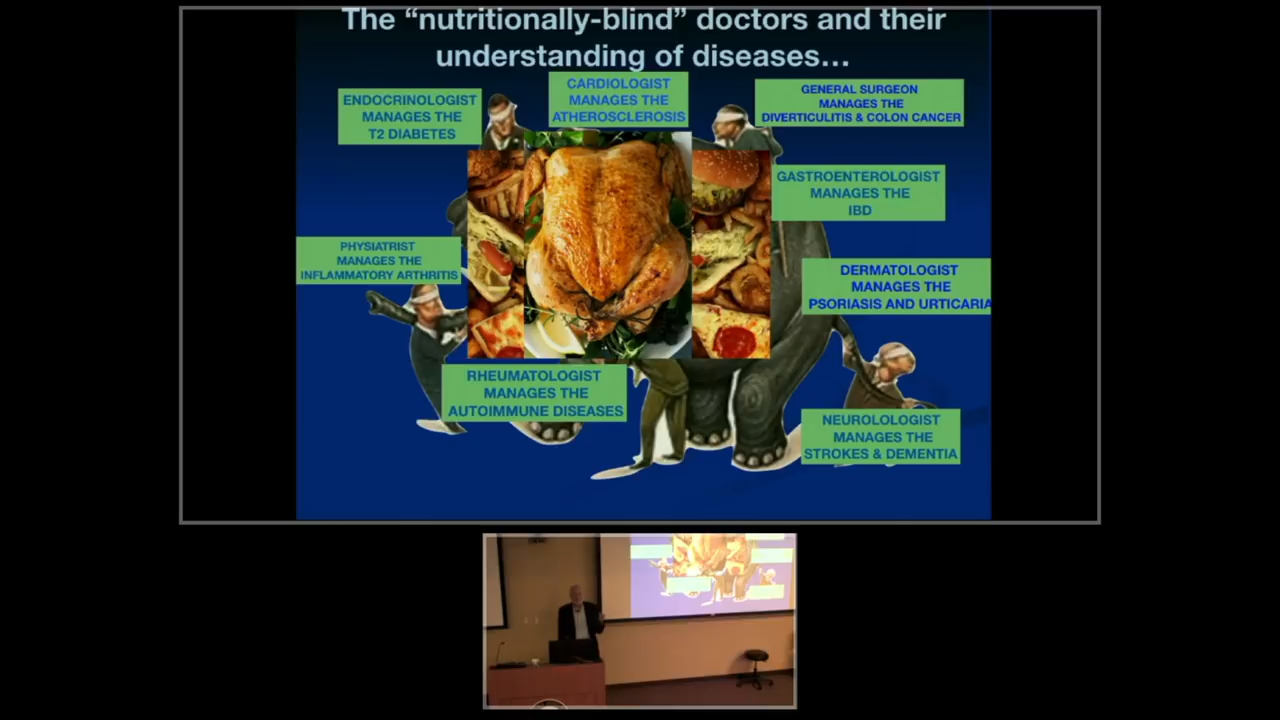 The “nutritionally-blind” doctors and their
understanding of diseases...
ENDOCRINOLOGIST
MANAGES THE
T2 DIABETES
CARDIOLOGIST
MANAGES THE
ATHEROSCLEROSIS
GENERAL SURGEON
MANAGES THE
DIVERTICULITIS & COLON CANCER
GASTROENTEROLOGIST
MANAGES THE
IBD
PHYSIATRIST
MANAGES THE
INFLAMMATORY ARTHRITIS
DERMATOLOGIST
MANAGES THE
PSORIASIS AND URTICARIA
RHEUMATOLOGIST
MANAGES THE
AUTOIMMUNE DISEASES
NEUROLOLOGIST
MANAGES THE
STROKES & DEMENTIA